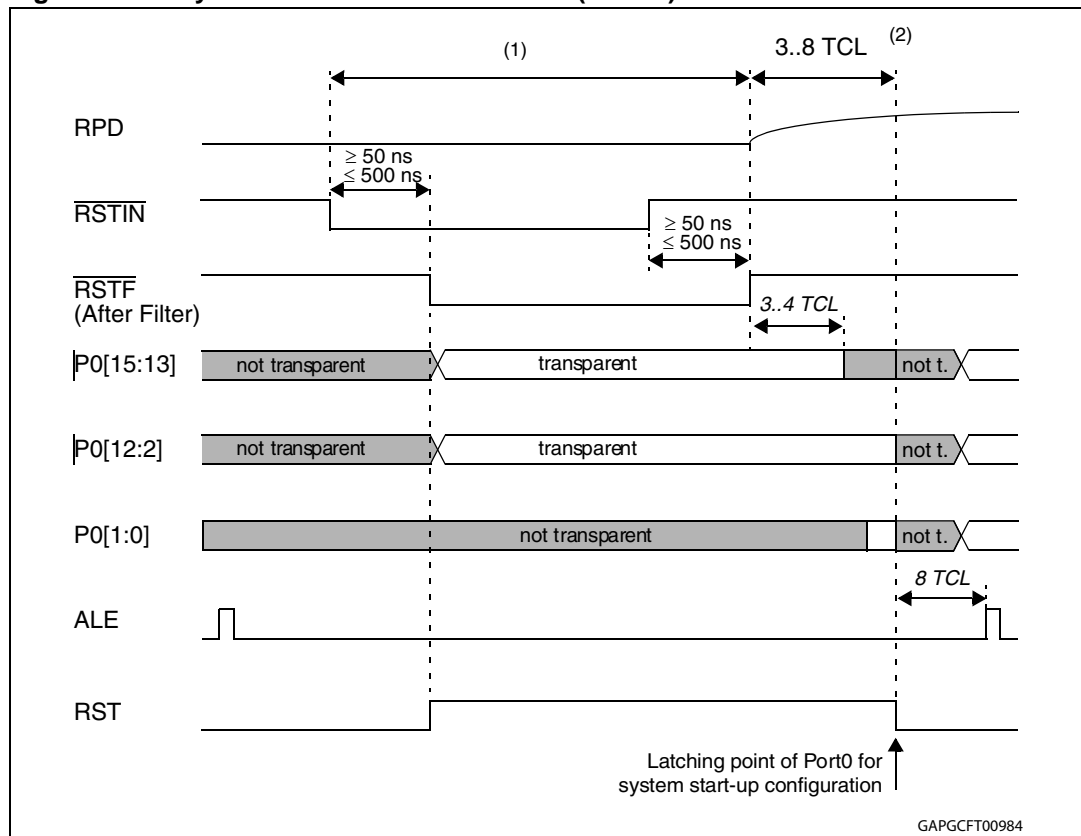 (1)
3..8 TCL (2)
RPD
≥ 50 ns
≤ 500 ns
RSTIN
≥ 50 ns
≤ 500 ns
RSTF
(After Filter)
3..4 TCL
P0[15:13]
not transparent
transparent
not t.
P0[12:2]
not transparent
transparent
not t.
P0[1:0]
not transparent
not t.
8 TCL
ALE
RST
Latching point of Port0 for
system start-up configuration
GAPGCFT00984